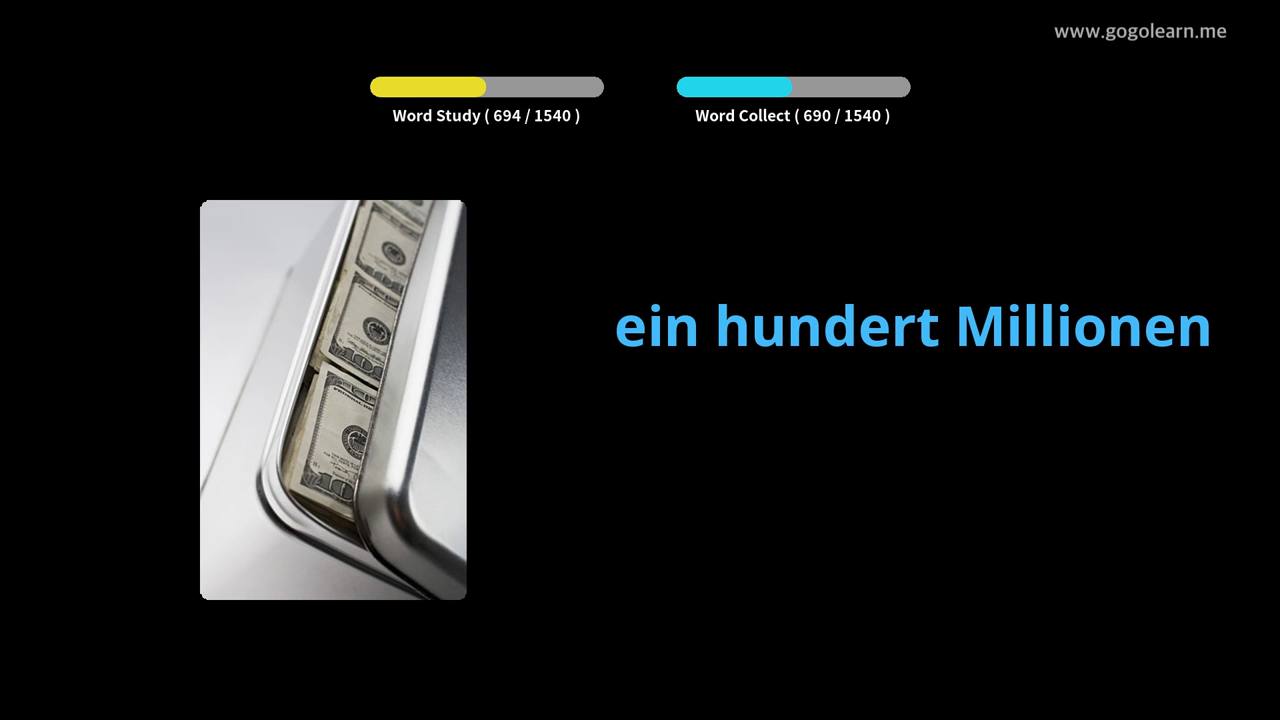 www.gogolearn.me
Word Study ( 694 / 1540 )
Word Collect ( 690 / 1540 )
ein hundert Millionen